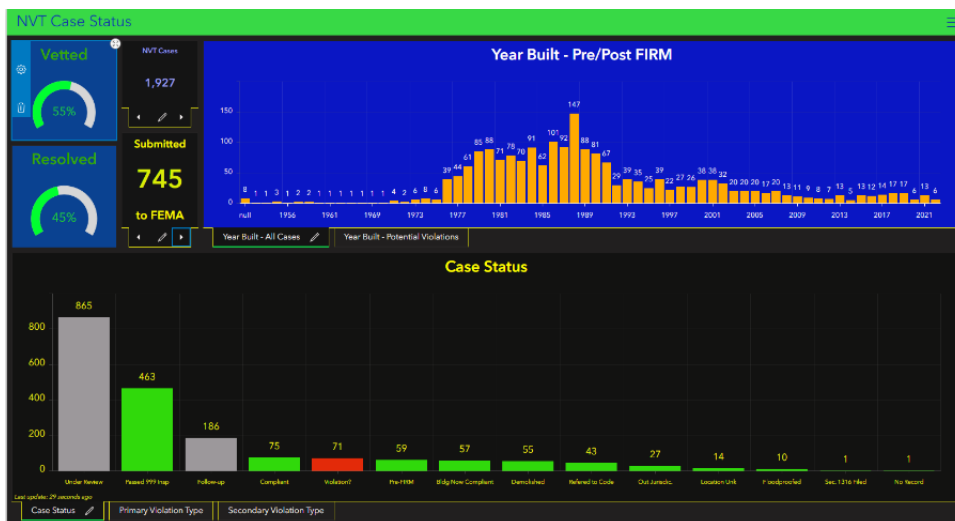 NVT Case Status
Vetted
55%
NVT Cases
1,927
Submitted
745
to FEMA
Resolved
45%
Year Built - Pre/Post FIRM
150
100
50
0
8 1 1 3 1 2 2 1 1 1 1 1 1 1 4 2 6 8 6 39 44 61 85 88 71 78 70 91 62 101 92 147 88 81 67 29 39 35 25 39 22 27 26 38 38 32 20 20 20 17 20 13 11 9 8 7 13 5 13 12 14 17 17 6 13 6
null 1956 1961 1969 1973 1977 1981 1985 1989 1993 1997 2001 2005 2009 2013 2017 2021
Year Built - All Cases
Year Built - Potential Violations
Case Status
800
600
400
200
0
865 463 186 75 71 59 57 55 43 27 14 10 1 1
Under Review Passed 999 Insp Follow-up Compliant Violation? Pre-FIRM Bldg Now Compliant Demolished Refered to Code Out Jurisdic. Location Unk Floodproofed Sec. 1316 Filed No Record
Last update: 29 seconds ago
Case Status
Primary Violation Type
Secondary Violation Type